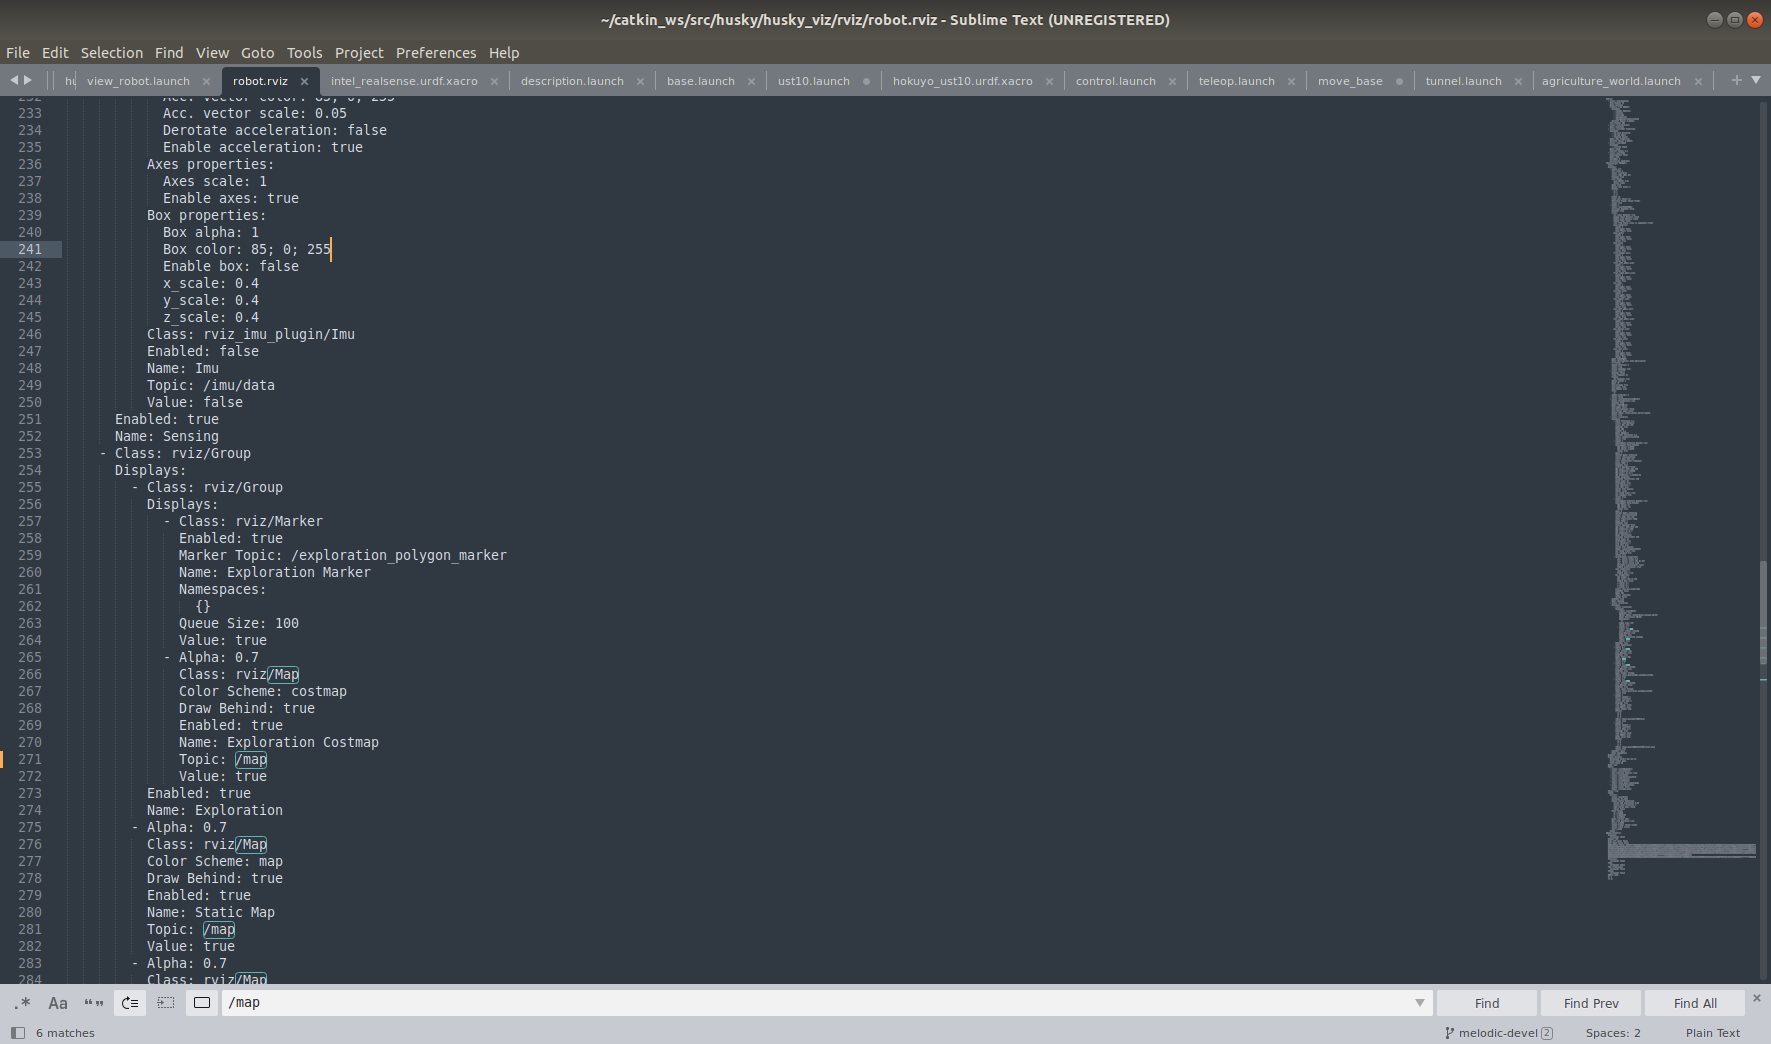 ~/catkin_ws/src/husky/husky_viz/rviz/robot.rviz - Sublime Text (UNREGISTERED)
File Edit Selection Find View Goto Tools Project Preferences Help
view_robot.launch robot.rviz intel_realsense.urdf.xacro description.launch base.launch ust10.launch hokuyo_ust10.urdf.xacro control.launch teleop.launch move_base tunnel.launch agriculture_world.launch
232 Acc. vector color: 85; 0; 255
233 Acc. vector scale: 0.05
234 Derotate acceleration: false
235 Enable acceleration: true
236 Axes properties:
237 Axes scale: 1
238 Enable axes: true
239 Box properties:
240 Box alpha: 1
241 Box color: 85; 0; 255
242 Enable box: false
243 x_scale: 0.4
244 y_scale: 0.4
245 z_scale: 0.4
246 Class: rviz_imu_plugin/Imu
247 Enabled: false
248 Name: Imu
249 Topic: /imu/data
250 Value: false
251 Enabled: true
252 Name: Sensing
253 - Class: rviz/Group
254 Displays:
255 - Class: rviz/Group
256 Displays:
257 - Class: rviz/Marker
258 Enabled: true
259 Marker Topic: /exploration_polygon_marker
260 Name: Exploration Marker
261 Namespaces:
262 {}
263 Queue Size: 100
264 Value: true
265 - Alpha: 0.7
266 Class: rviz/Map
267 Color Scheme: costmap
268 Draw Behind: true
269 Enabled: true
270 Name: Exploration Costmap
271 Topic: /map
272 Value: true
273 Enabled: true
274 Name: Exploration
275 - Alpha: 0.7
276 Class: rviz/Map
277 Color Scheme: map
278 Draw Behind: true
279 Enabled: true
280 Name: Static Map
281 Topic: /map
282 Value: true
283 - Alpha: 0.7
284 Class: rviz/Map
.* Aa “” /map Find Find Prev Find All
6 matches melodic-devel 2 Spaces: 2 Plain Text